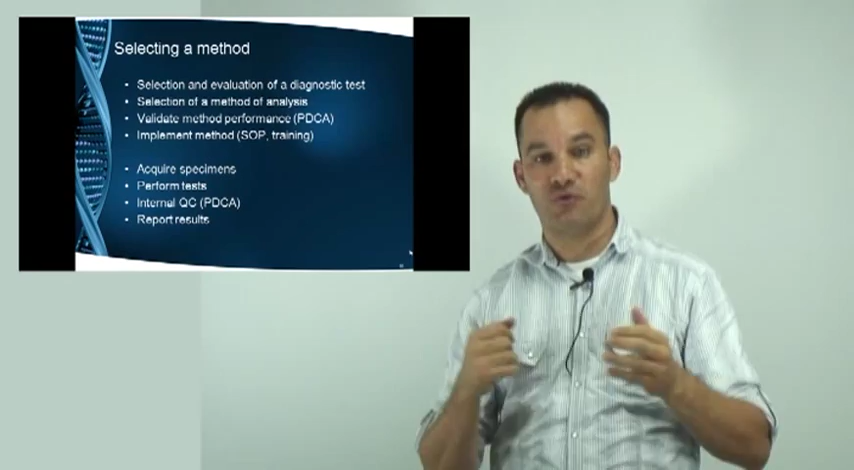 Selecting a method
• Selection and evaluation of a diagnostic test
• Selection of a method of analysis
• Validate method performance (PDCA)
• Implement method (SOP, training)
• Acquire specimens
• Perform tests
• Internal QC (PDCA)
• Report results